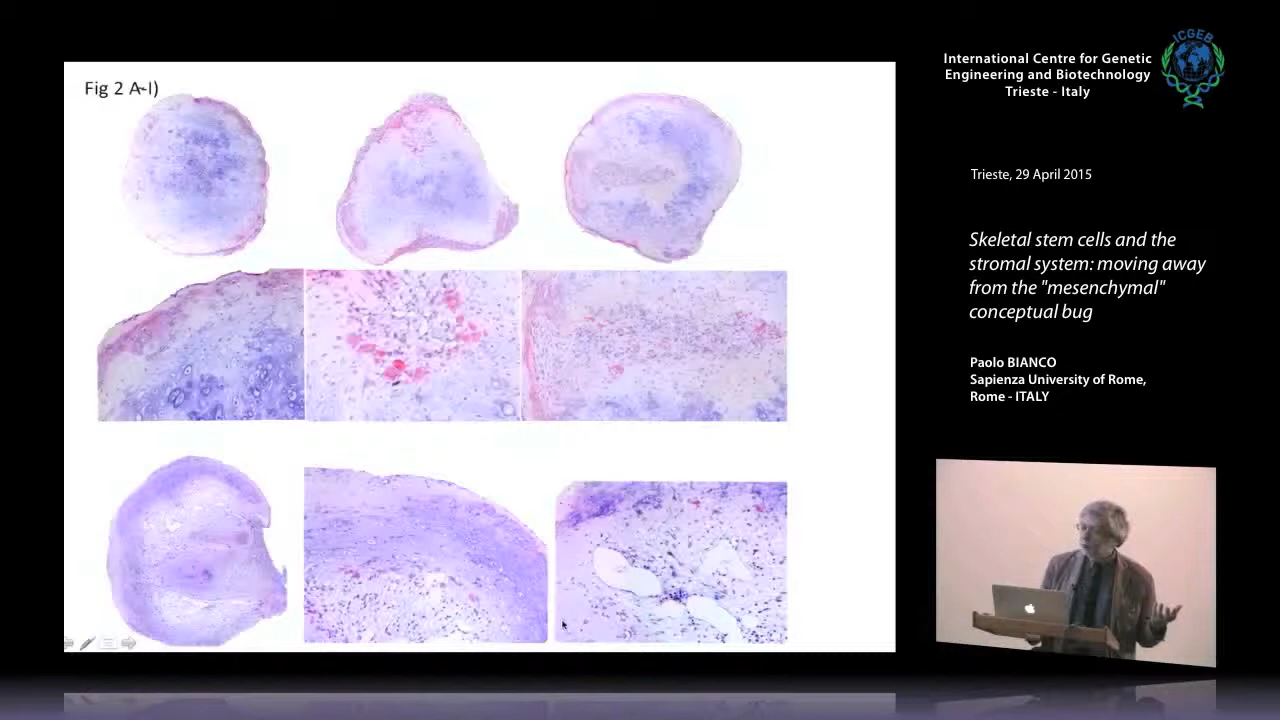 Fig 2 A-I)
ICGEB
International Centre for Genetic
Engineering and Biotechnology
Trieste - Italy
Trieste, 29 April 2015
Skeletal stem cells and the
stromal system: moving away
from the "mesenchymal"
conceptual bug
Paolo BIANCO
Sapienza University of Rome,
Rome - ITALY